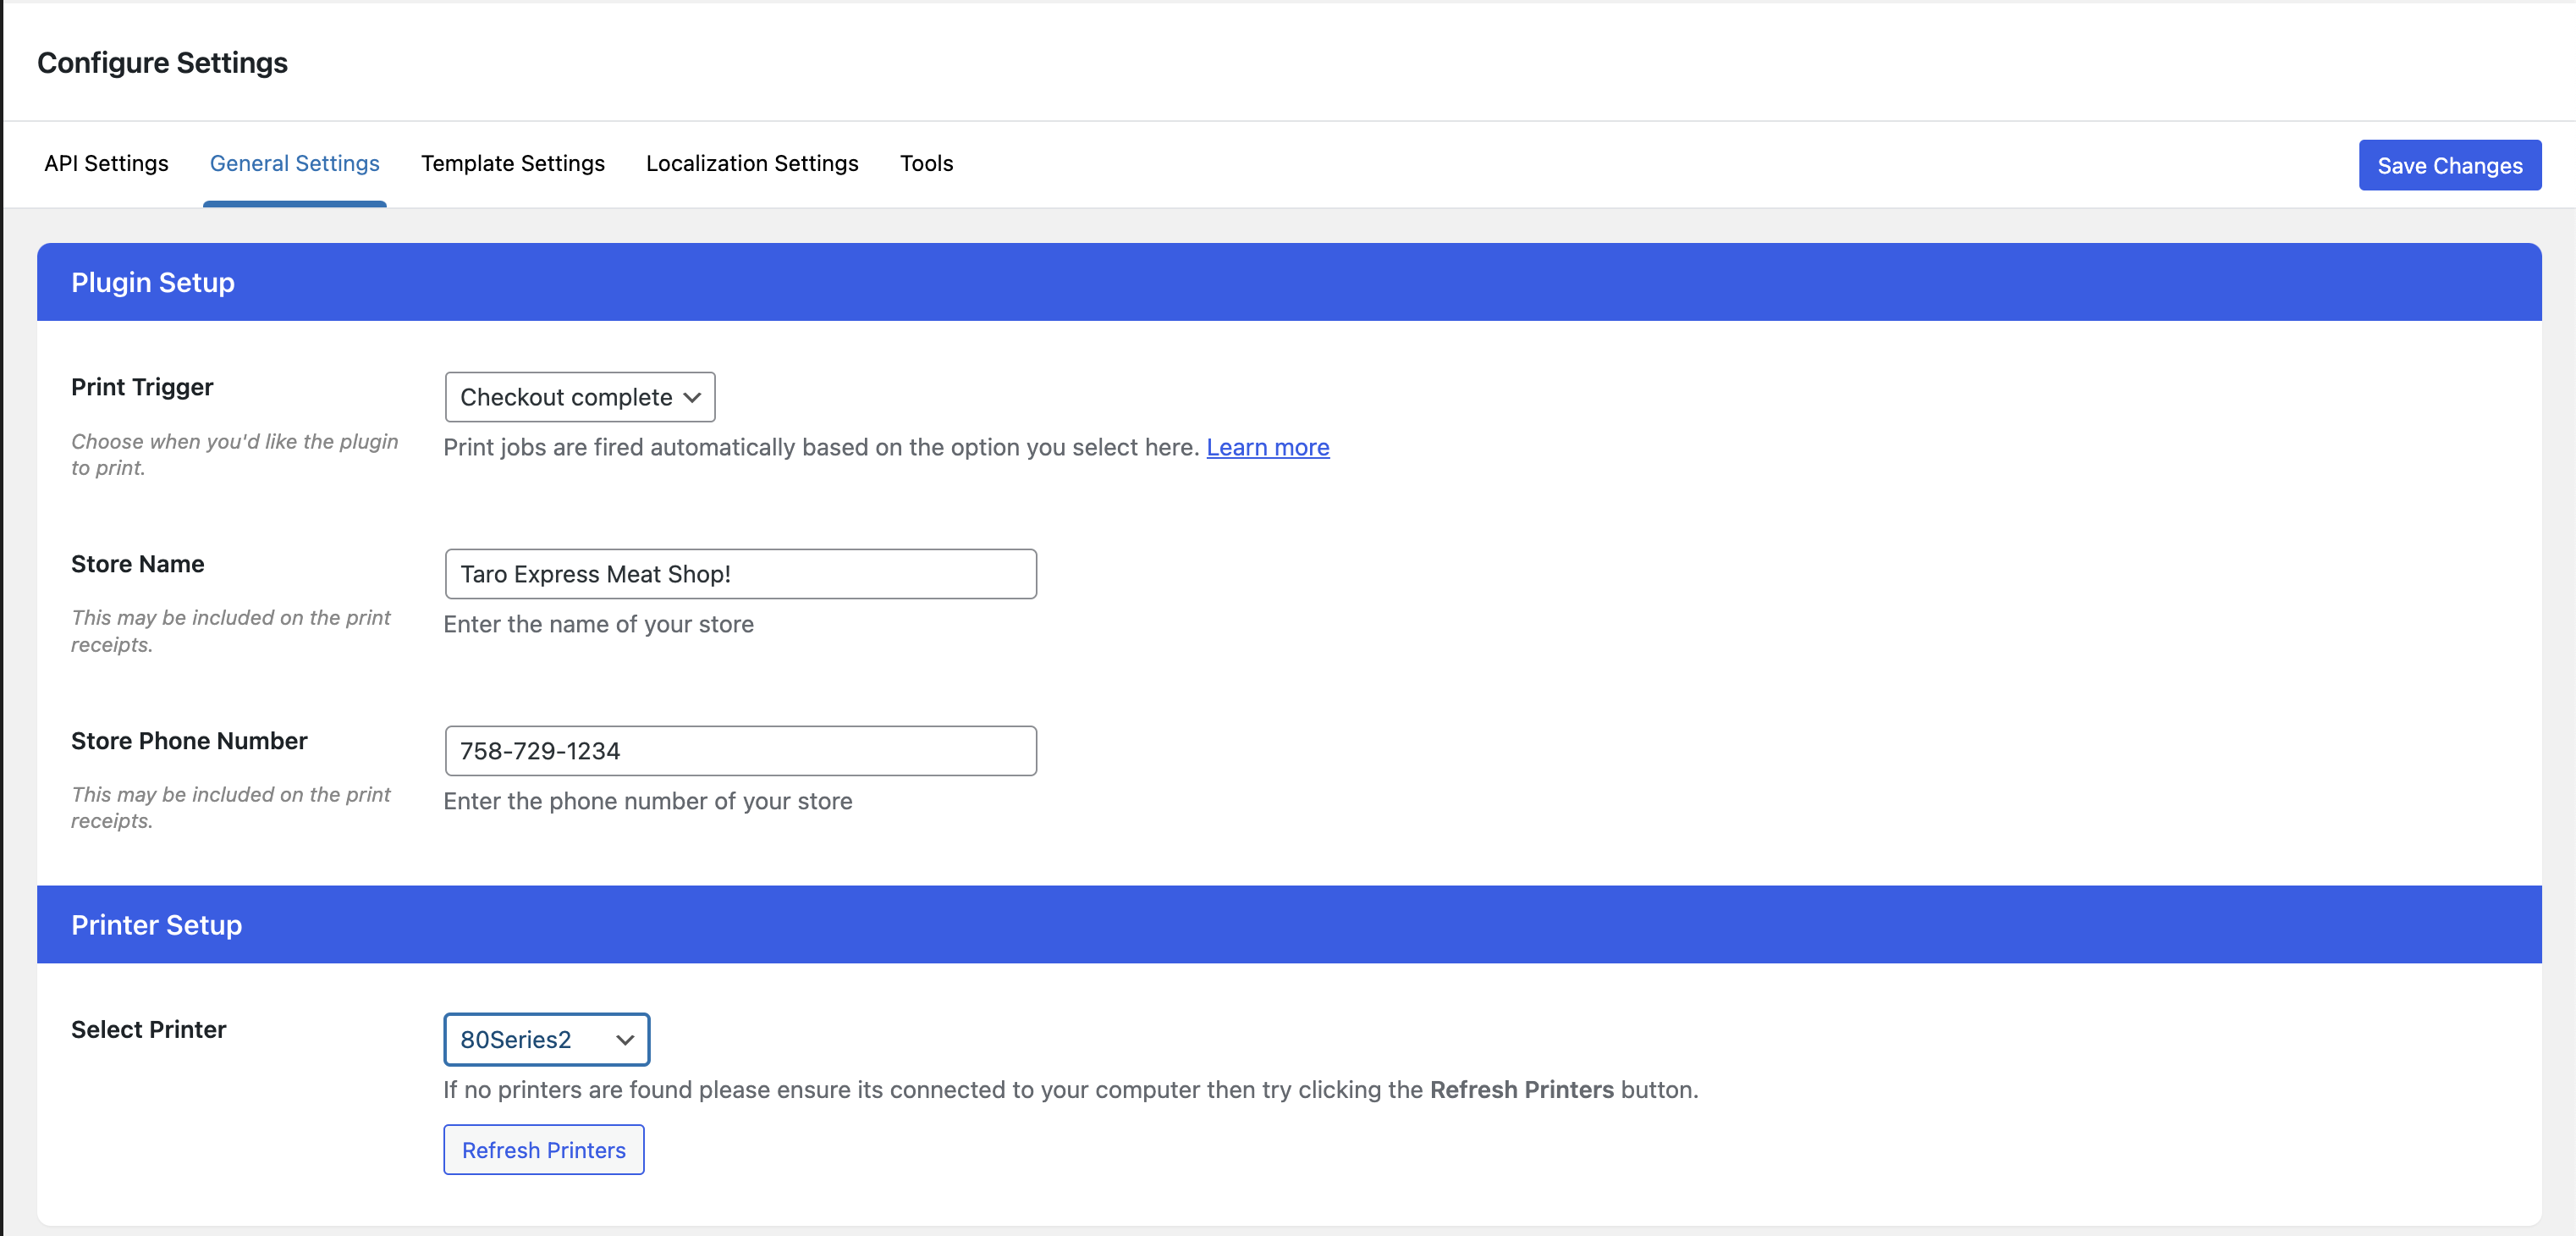 Configure Settings
API Settings
General Settings
Template Settings
Localization Settings
Tools
Save Changes
Plugin Setup
Print Trigger
Choose when you'd like the plugin
to print.
Checkout complete
Print jobs are fired automatically based on the option you select here. Learn more
Store Name
This may be included on the print
receipts.
Taro Express Meat Shop!
Enter the name of your store
Store Phone Number
This may be included on the print
receipts.
758-729-1234
Enter the phone number of your store
Printer Setup
Select Printer
80Series2
If no printers are found please ensure its connected to your computer then try clicking the Refresh Printers button.
Refresh Printers